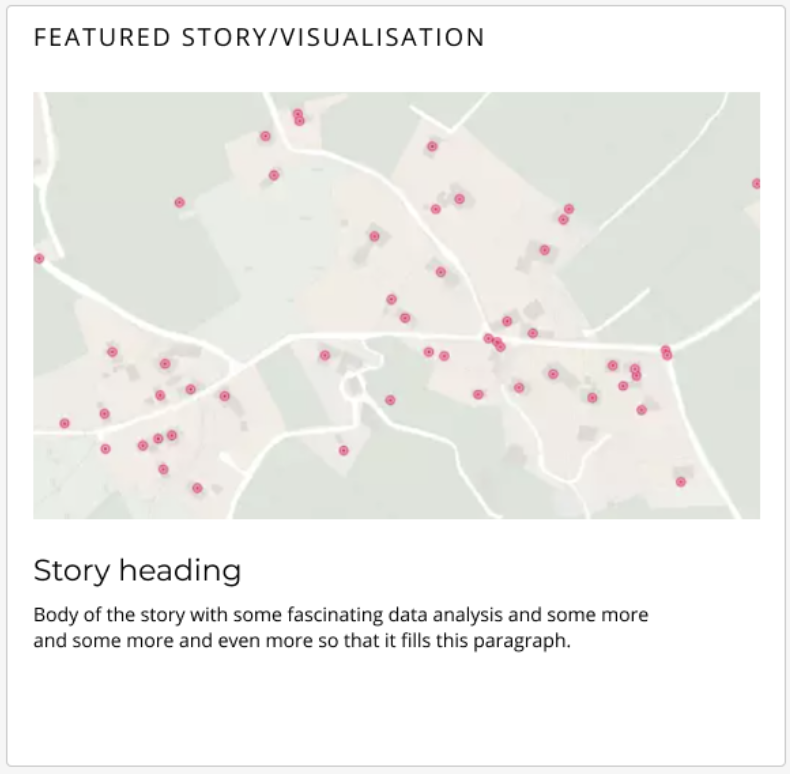 FEATURED STORY/VISUALISATION
Story heading
Body of the story with some fascinating data analysis and some more
and some more and even more so that it fills this paragraph.